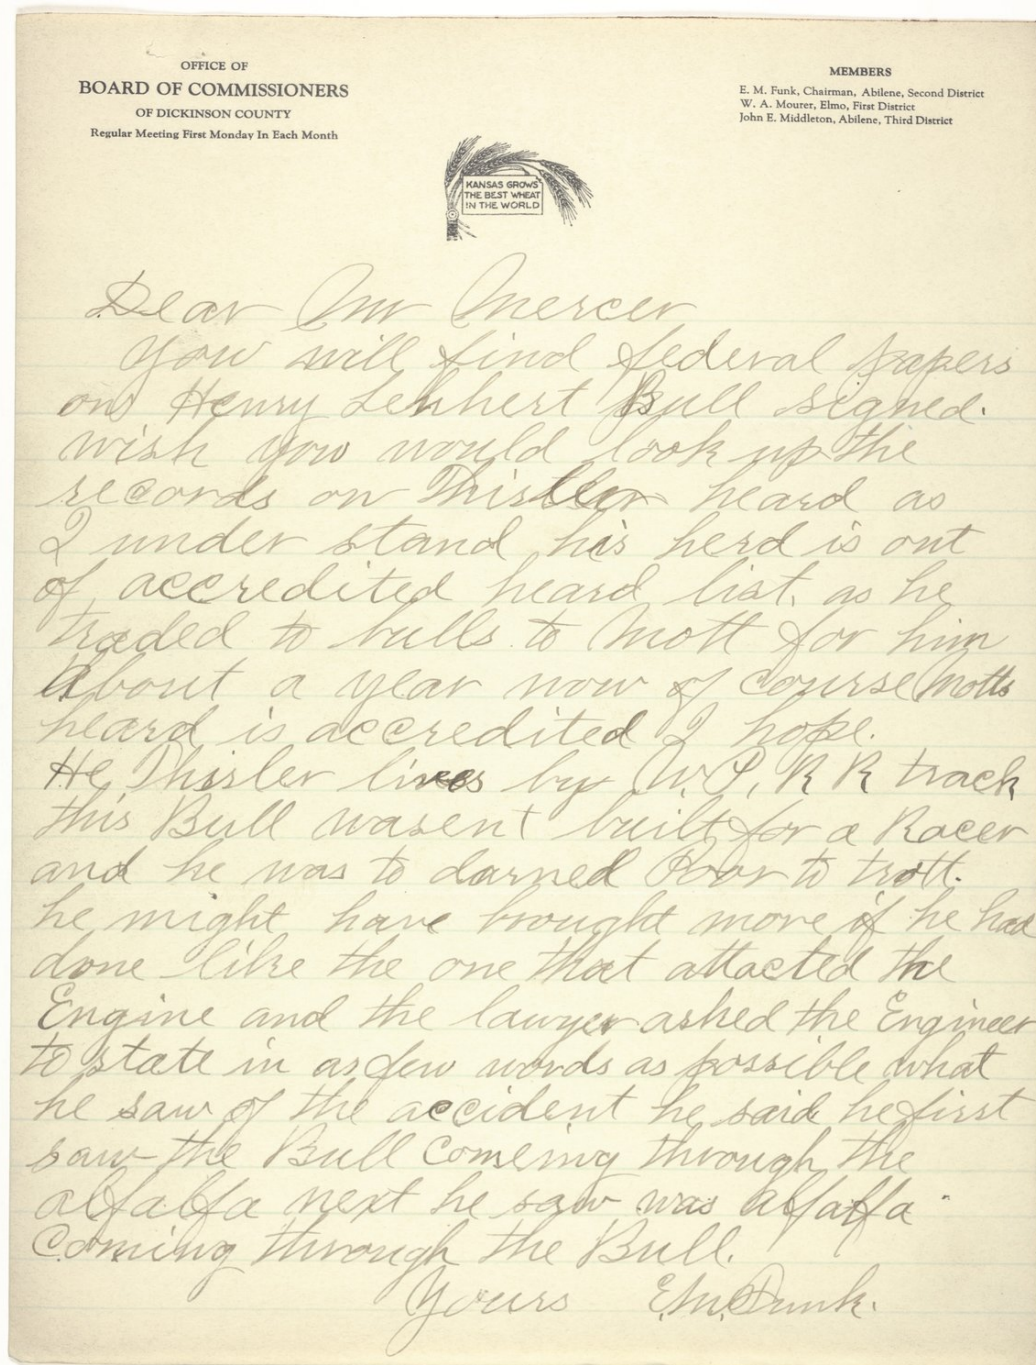 OFFICE OF
BOARD OF COMMISSIONERS
OF DICKINSON COUNTY
Regular Meeting First Monday In Each Month
MEMBERS
E. M. Funk, Chairman, Abilene, Second District
W. A. Mourer, Elmo, First District
John E. Middleton, Abilene, Third District
KANSAS GROWS
THE BEST WHEAT
IN THE WORLD
Dear Mr Mercer
You will find federal papers
on Henry Lenhert Bull signed.
wish you would look up the
records on Thisler heard as
I under stand his herd is out
of accredited heard list. as he
traded to bulls to Mott for him
About a year now of course Motts
heard is accredited I hope.
He, Thisler lives by U.P. R R track
this Bull wasent built for a Racer
and he was to darned Poor to trott.
he might have brought more if he had
done like the one that attacted the
Engine and the lawyer asked the Engineer
to state in as few words as possible what
he saw of the accident he said he first
saw the Bull Comeing through the
alfalfa next he saw was alfalfa
Coming through the Bull.
Yours E.M. Funk.